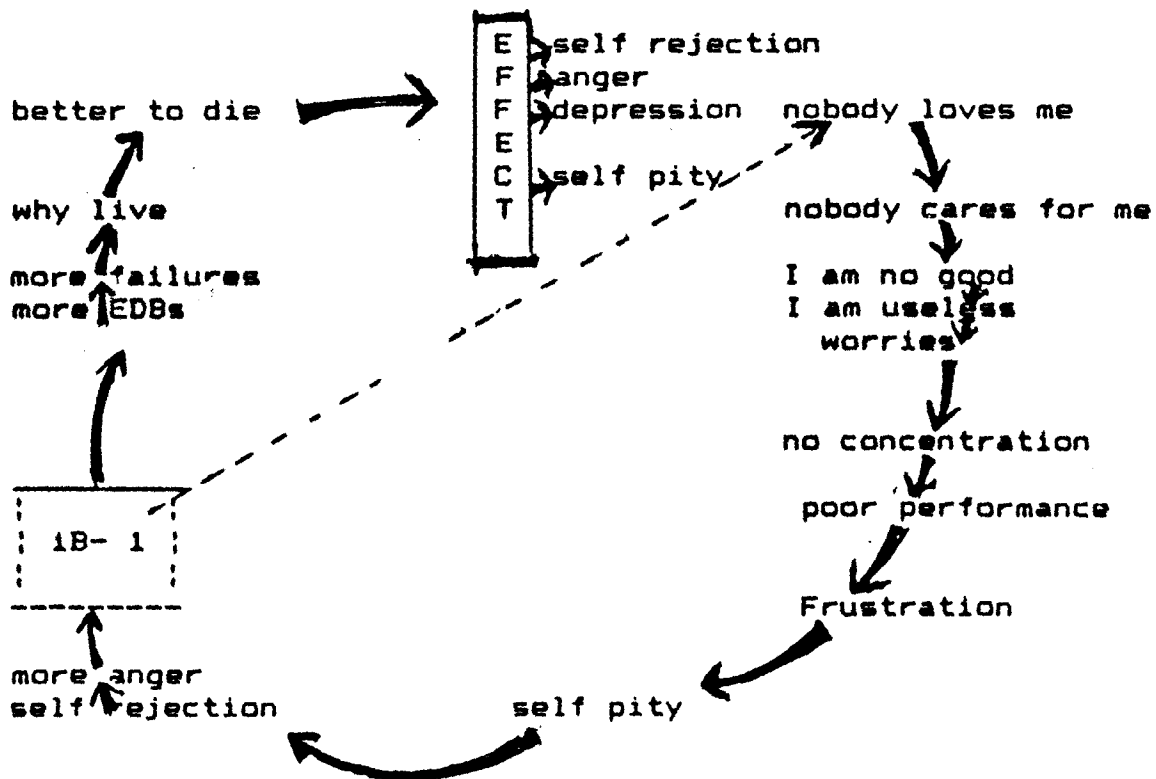 E self rejection
F anger
better to die
F depression
nobody loves me
E
C self pity
T
why live
nobody cares for me
more failures
I am no good
more EDBs
I am useless
worries
no concentration
iB- 1
poor performance
Frustration
more anger
self rejection
self pity